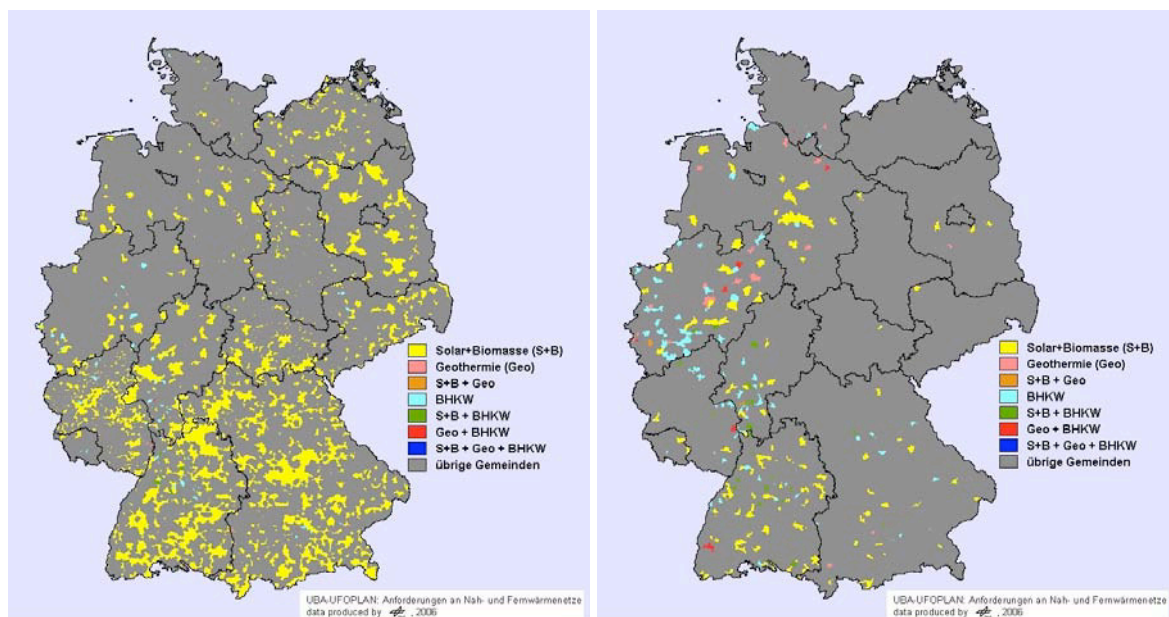 Solar+Biomasse (S+B)
Geothermie (Geo)
S+B + Geo
BHKW
S+B + BHKW
Geo + BHKW
S+B + Geo + BHKW
übrige Gemeinden
UBA-UFOPLAN: Anforderungen an Nah- und Fernwärmenetze
data produced by , 2006
Solar+Biomasse (S+B)
Geothermie (Geo)
S+B + Geo
BHKW
S+B + BHKW
Geo + BHKW
S+B + Geo + BHKW
übrige Gemeinden
UBA-UFOPLAN: Anforderungen an Nah- und Fernwärmenetze
data produced by , 2006